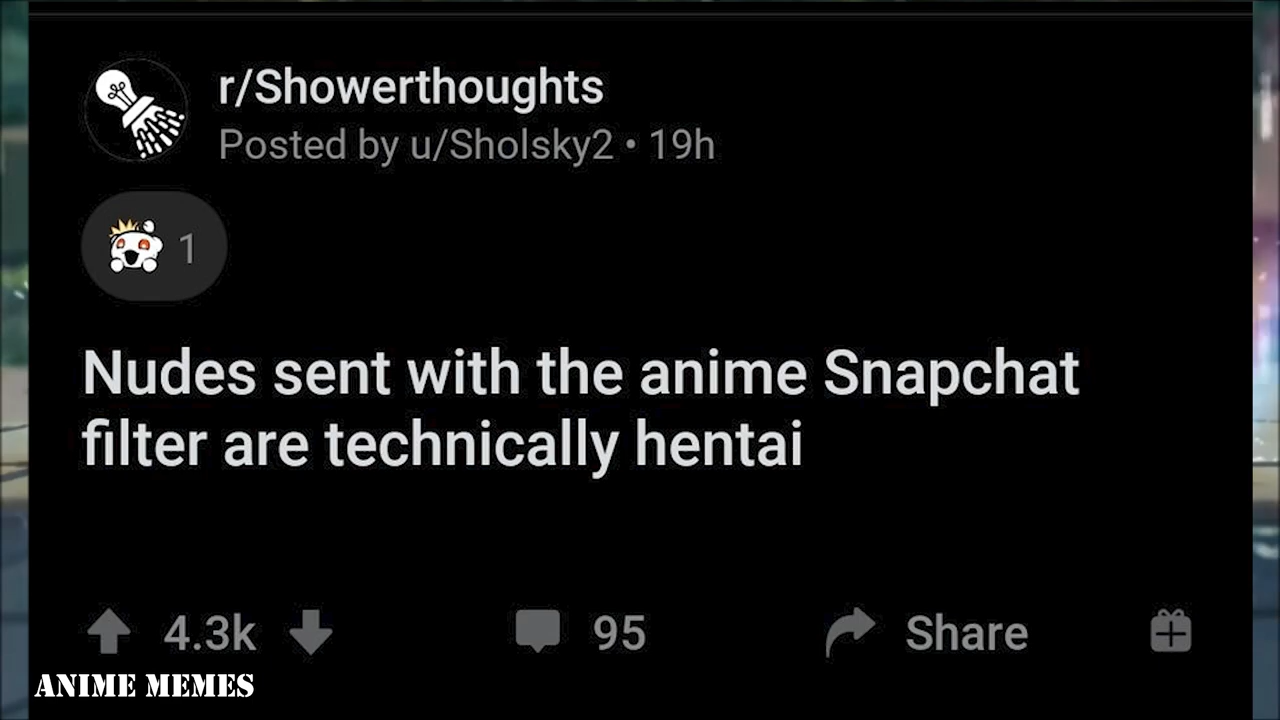 r/Showerthoughts
Posted by u/Sholsky2 • 19h
1
Nudes sent with the anime Snapchat
filter are technically hentai
4.3k 95 Share
ANIME MEMES